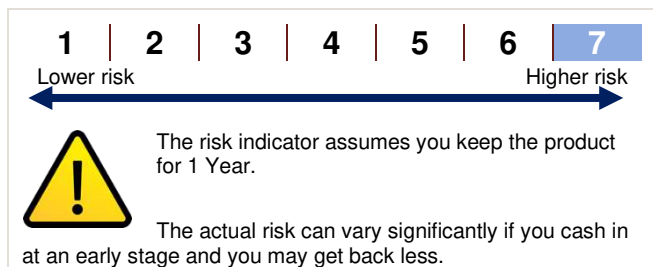 1 2 3 4 5 6 7
Lower risk Higher risk
The risk indicator assumes you keep the product
for 1 Year.
The actual risk can vary significantly if you cash in
at an early stage and you may get back less.